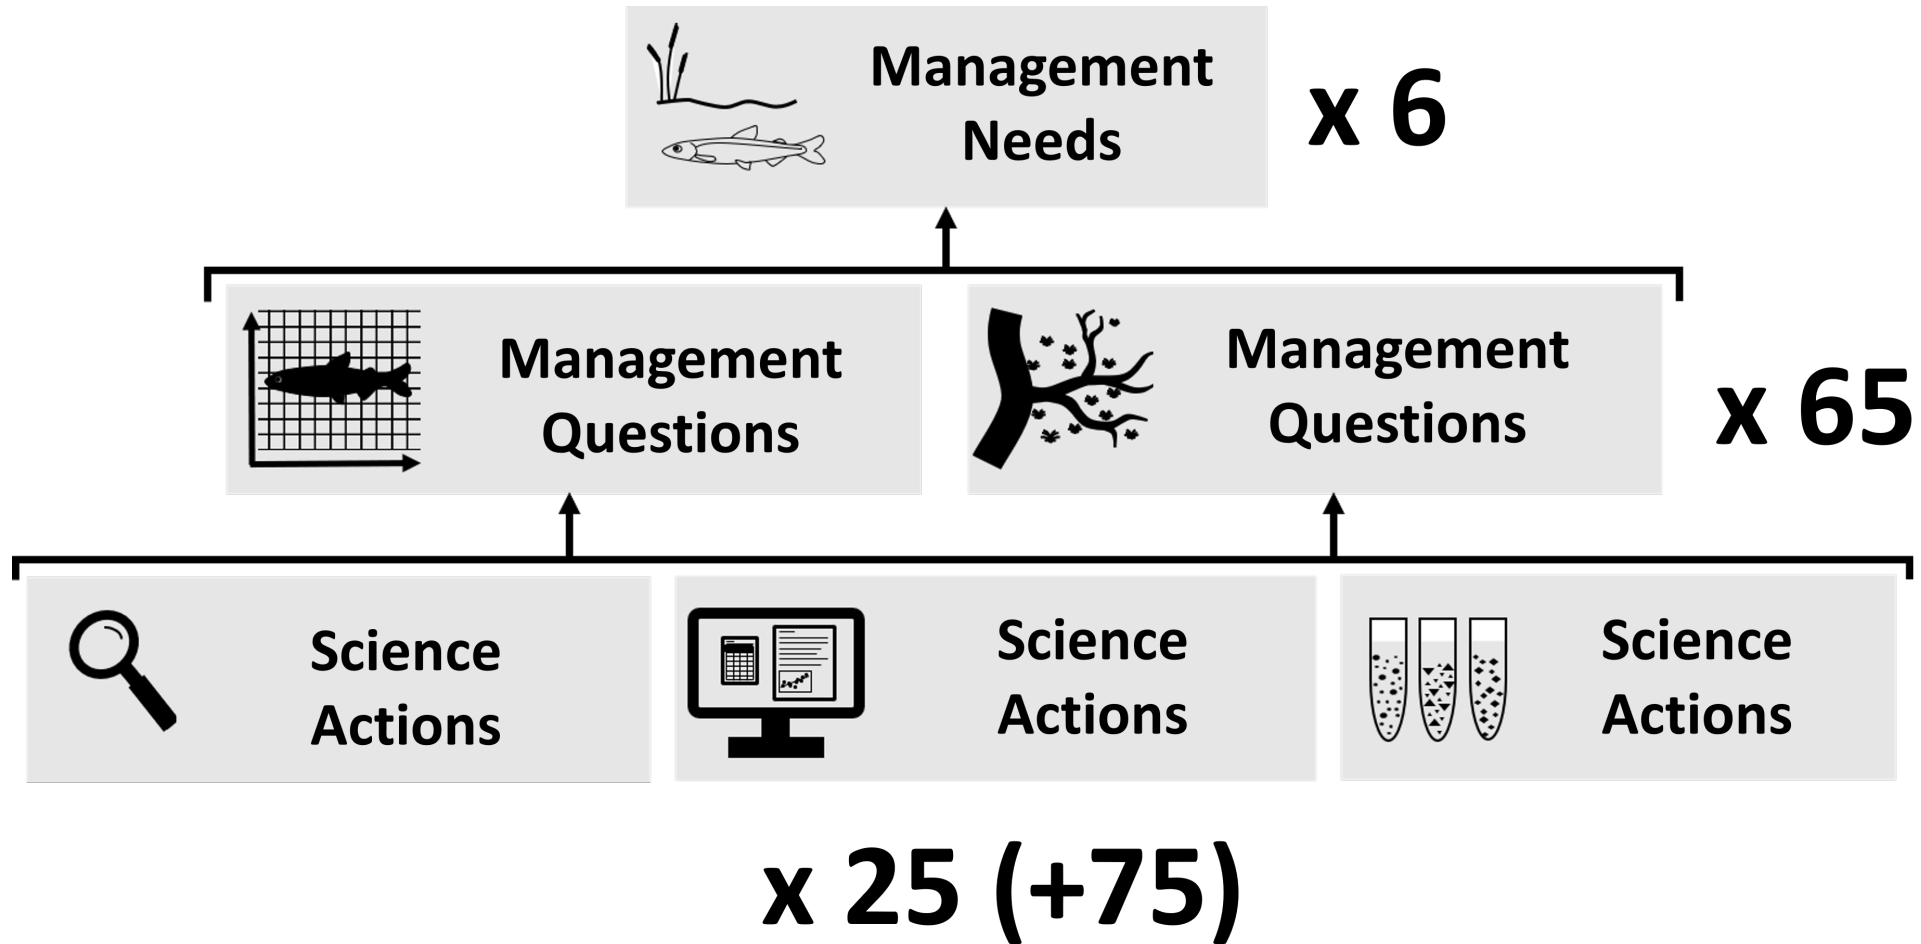 Management
Needs
x 6
Management
Questions
Management
Questions
x 65
Science
Actions
Science
Actions
Science
Actions
x 25 (+75)